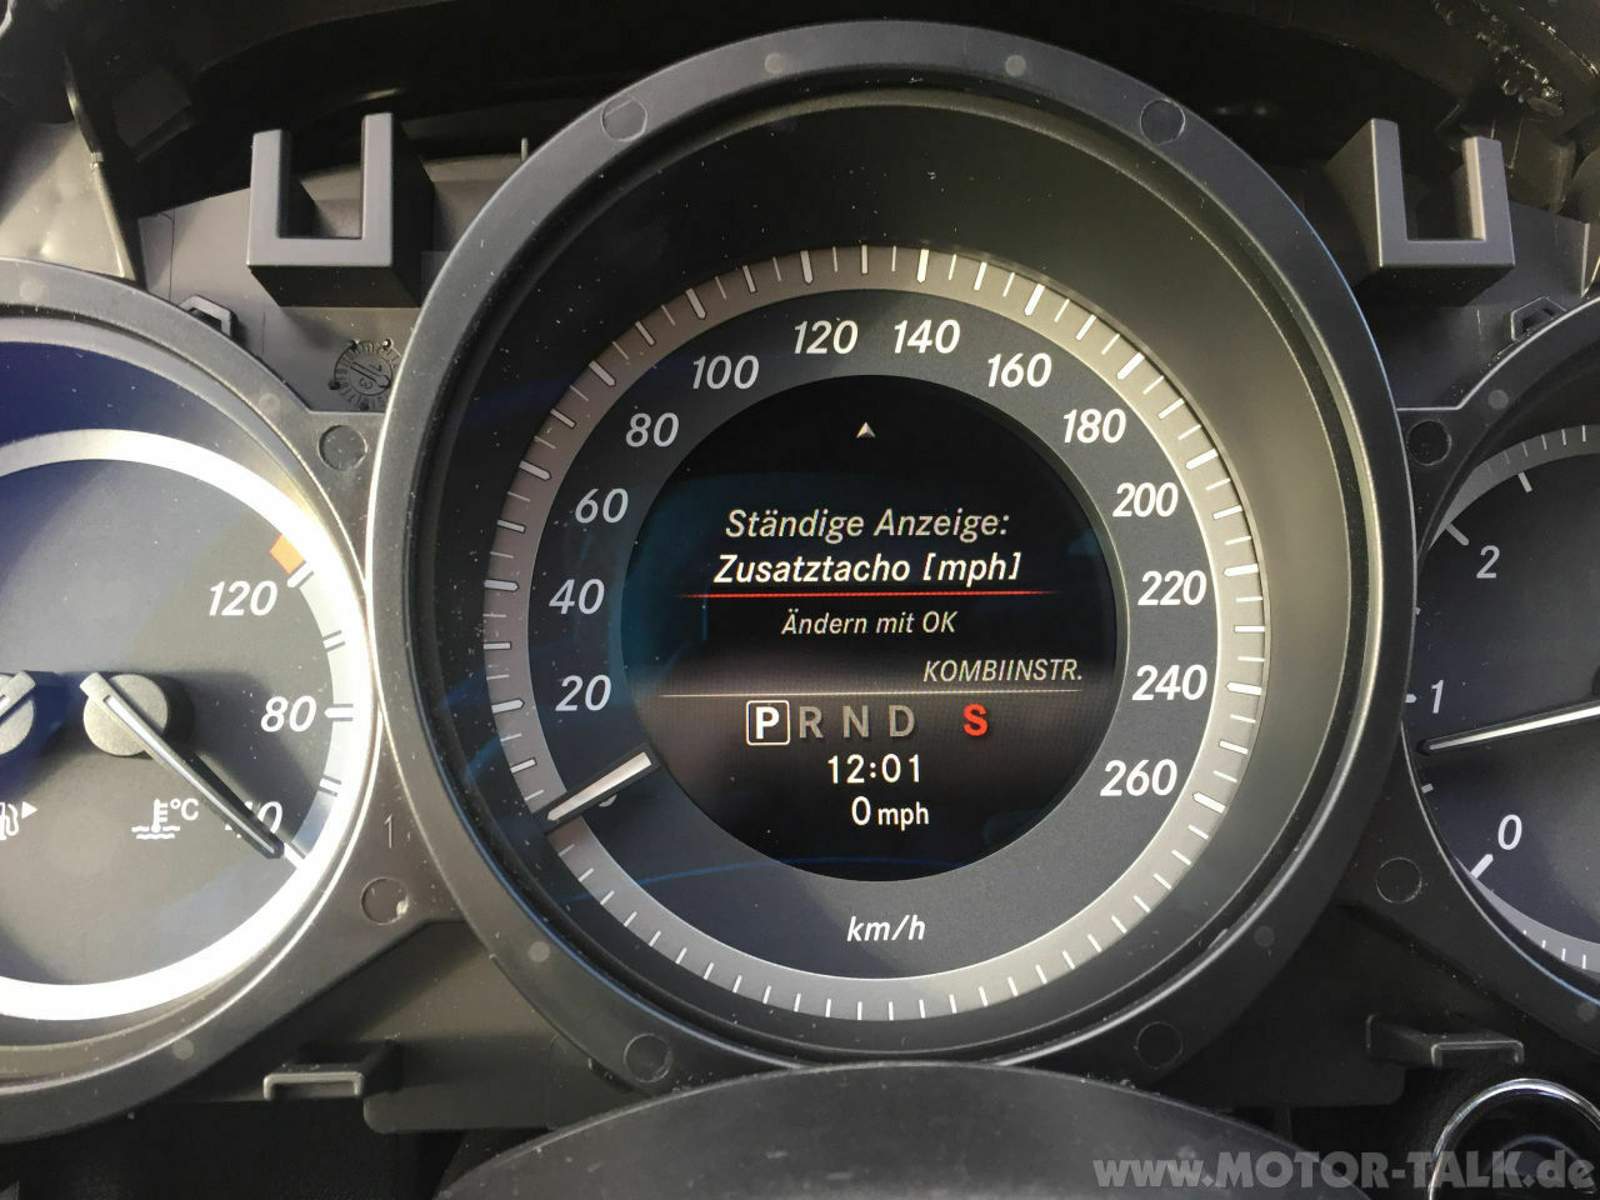 120
80
°C
1
120 140
100 160
80 180
60 200
40 220
20 240
260
Ständige Anzeige:
Zusatztacho [mph]
Ändern mit OK
KOMBIINSTR.
P R N D S
12:01
0 mph
km/h
2
1
0
www.MOTOR-TALK.de